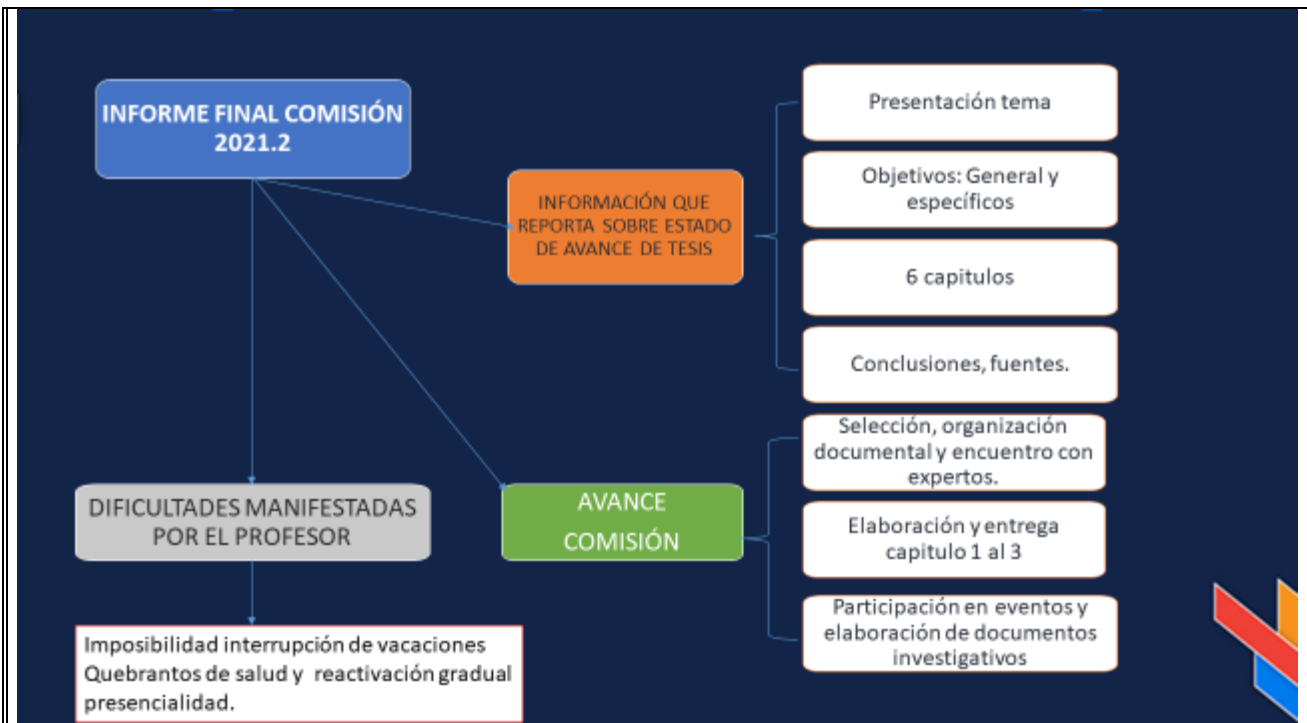 INFORME FINAL COMISIÓN
2021.2
INFORMACIÓN QUE
REPORTA SOBRE ESTADO
DE AVANCE DE TESIS
Presentación tema
Objetivos: General y
específicos
6 capitulos
Conclusiones, fuentes.
AVANCE
COMISIÓN
Selección, organización
documental y encuentro con
expertos.
Elaboración y entrega
capitulo 1 al 3
Participación en eventos y
elaboración de documentos
investigativos
DIFICULTADES MANIFESTADAS
POR EL PROFESOR
Imposibilidad interrupción de vacaciones
Quebrantos de salud y reactivación gradual
presencialidad.